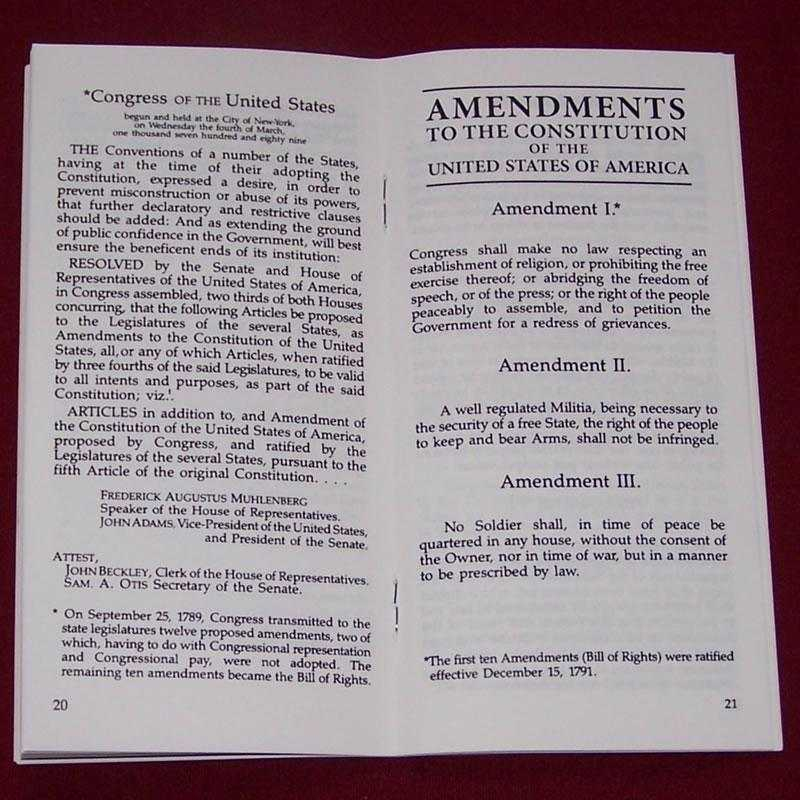 *Congress OF THE United States
begun and held at the City of New-York,
on Wednesday the fourth of March,
one thousand seven hundred and eighty nine
THE Conventions of a number of the States,
having at the time of their adopting the
Constitution, expressed a desire, in order to
prevent misconstruction or abuse of its powers,
that further declaratory and restrictive clauses
should be added: And as extending the ground
of public confidence in the Government, will best
ensure the beneficent ends of its institution:
RESOLVED by the Senate and House of
Representatives of the United States of America,
in Congress assembled, two thirds of both Houses
concurring, that the following Articles be proposed
to the Legislatures of the several States, as
Amendments to the Constitution of the United
States, all, or any of which Articles, when ratified
by three fourths of the said Legislatures, to be valid
to all intents and purposes, as part of the said
Constitution; viz.
ARTICLES in addition to, and Amendment of
the Constitution of the United States of America,
proposed by Congress, and ratified by the
Legislatures of the several States, pursuant to the
fifth Article of the original Constitution. . . .
FREDERICK AUGUSTUS MUHLENBERG
Speaker of the House of Representatives.
JOHN ADAMS, Vice-President of the United States,
and President of the Senate.
ATTEST,
JOHN BECKLEY, Clerk of the House of Representatives.
SAM. A. OTIS Secretary of the Senate.
* On September 25, 1789, Congress transmitted to the
state legislatures twelve proposed amendments, two of
which, having to do with Congressional representation
and Congressional pay, were not adopted. The
remaining ten amendments became the Bill of Rights.
20
AMENDMENTS
TO THE CONSTITUTION
OF THE
UNITED STATES OF AMERICA
Amendment I.*
Congress shall make no law respecting an
establishment of religion, or prohibiting the free
exercise thereof; or abridging the freedom of
speech, or of the press; or the right of the people
peaceably to assemble, and to petition the
Government for a redress of grievances.
Amendment II.
A well regulated Militia, being necessary to
the security of a free State, the right of the people
to keep and bear Arms, shall not be infringed.
Amendment III.
No Soldier shall, in time of peace be
quartered in any house, without the consent of
the Owner, nor in time of war, but in a manner
to be prescribed by law.
*The first ten Amendments (Bill of Rights) were ratified
effective December 15, 1791.
21